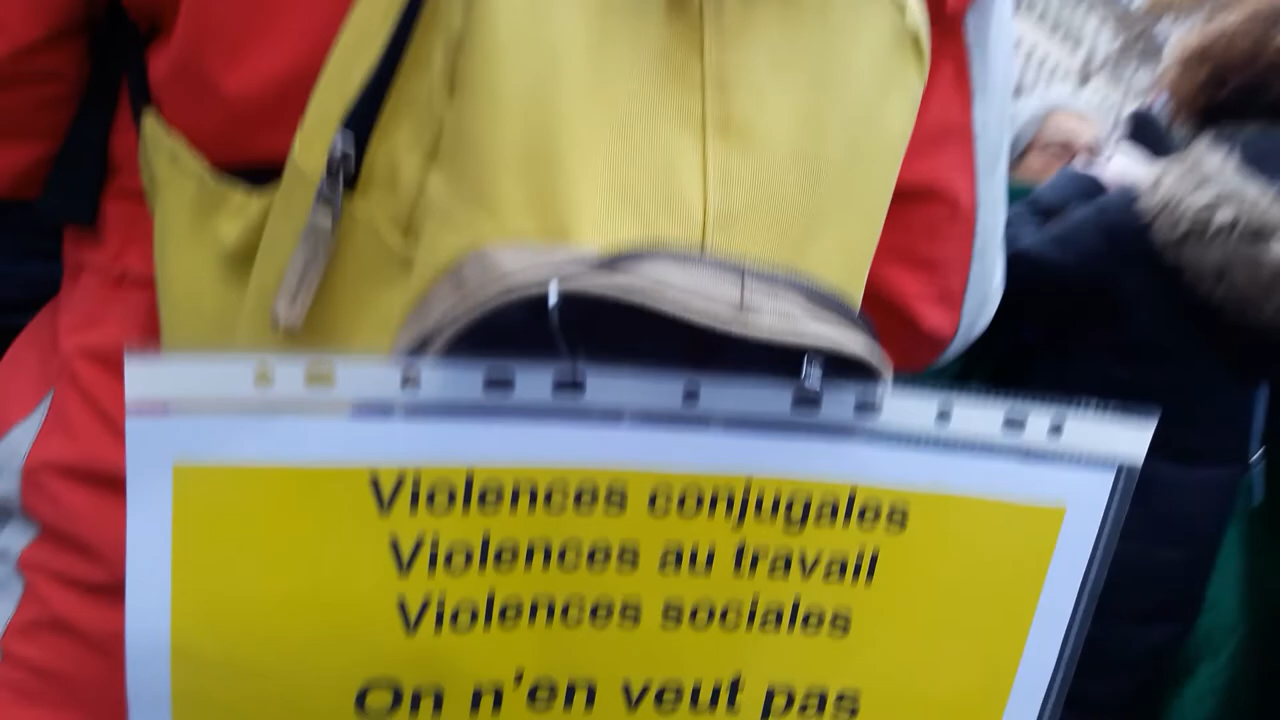 Violences conjugales
Violences au travail
Violences sociales
On n'en veut pas